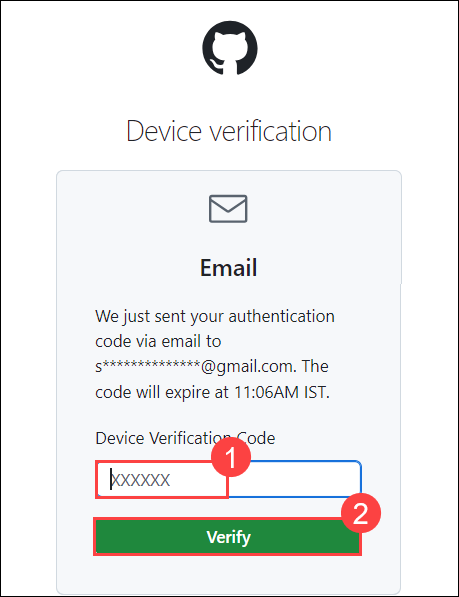 Device verification
Email
We just sent your authentication
code via email to
s**************@gmail.com. The
code will expire at 11:06AM IST.
Device Verification Code
1
XXXXXX
2
Verify